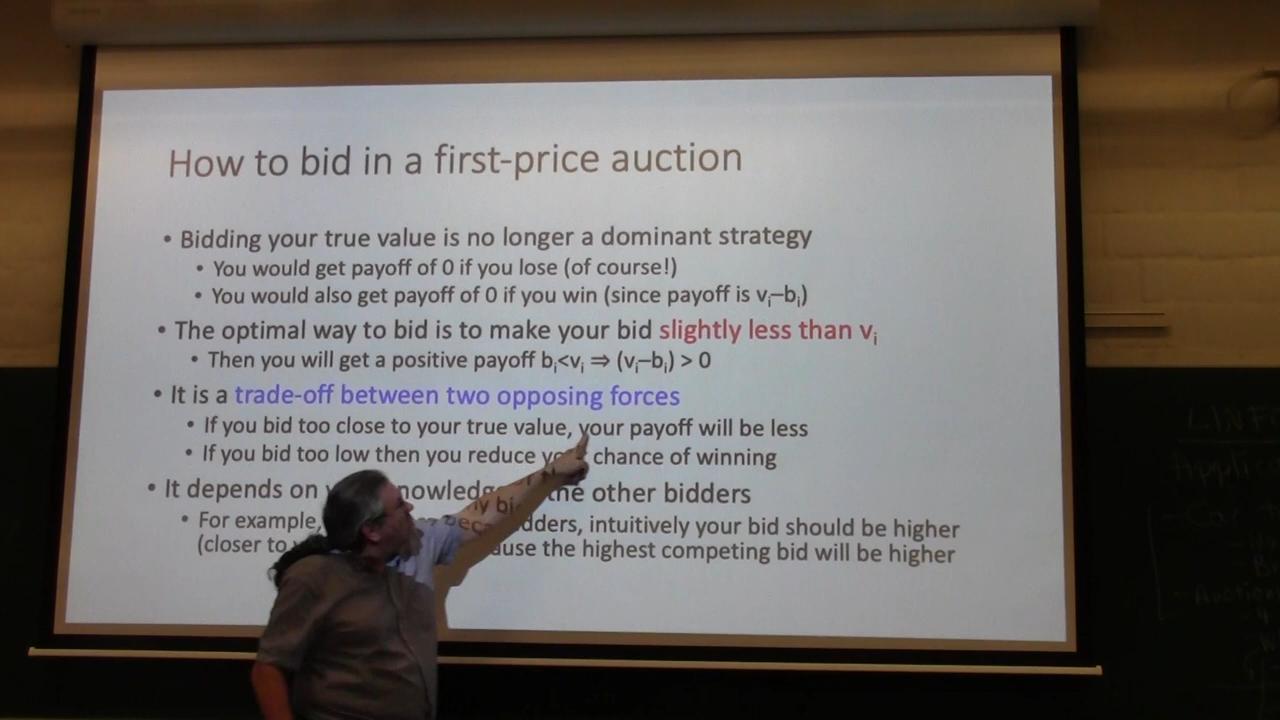 How to bid in a first-price auction
• Bidding your true value is no longer a dominant strategy
• You would get payoff of 0 if you lose (of course!)
• You would also get payoff of 0 if you win (since payoff is vᵢ–bᵢ)
• The optimal way to bid is to make your bid slightly less than vᵢ
• Then you will get a positive payoff bᵢ<vᵢ ⇒ (vᵢ–bᵢ) > 0
• It is a trade-off between two opposing forces
• If you bid too close to your true value, your payoff will be less
• If you bid too low then you reduce chance of winning
• It depends on the other bidders
• For example, intuitively your bid should be higher
(closer to the highest competing bid will be higher
LINF
Applic